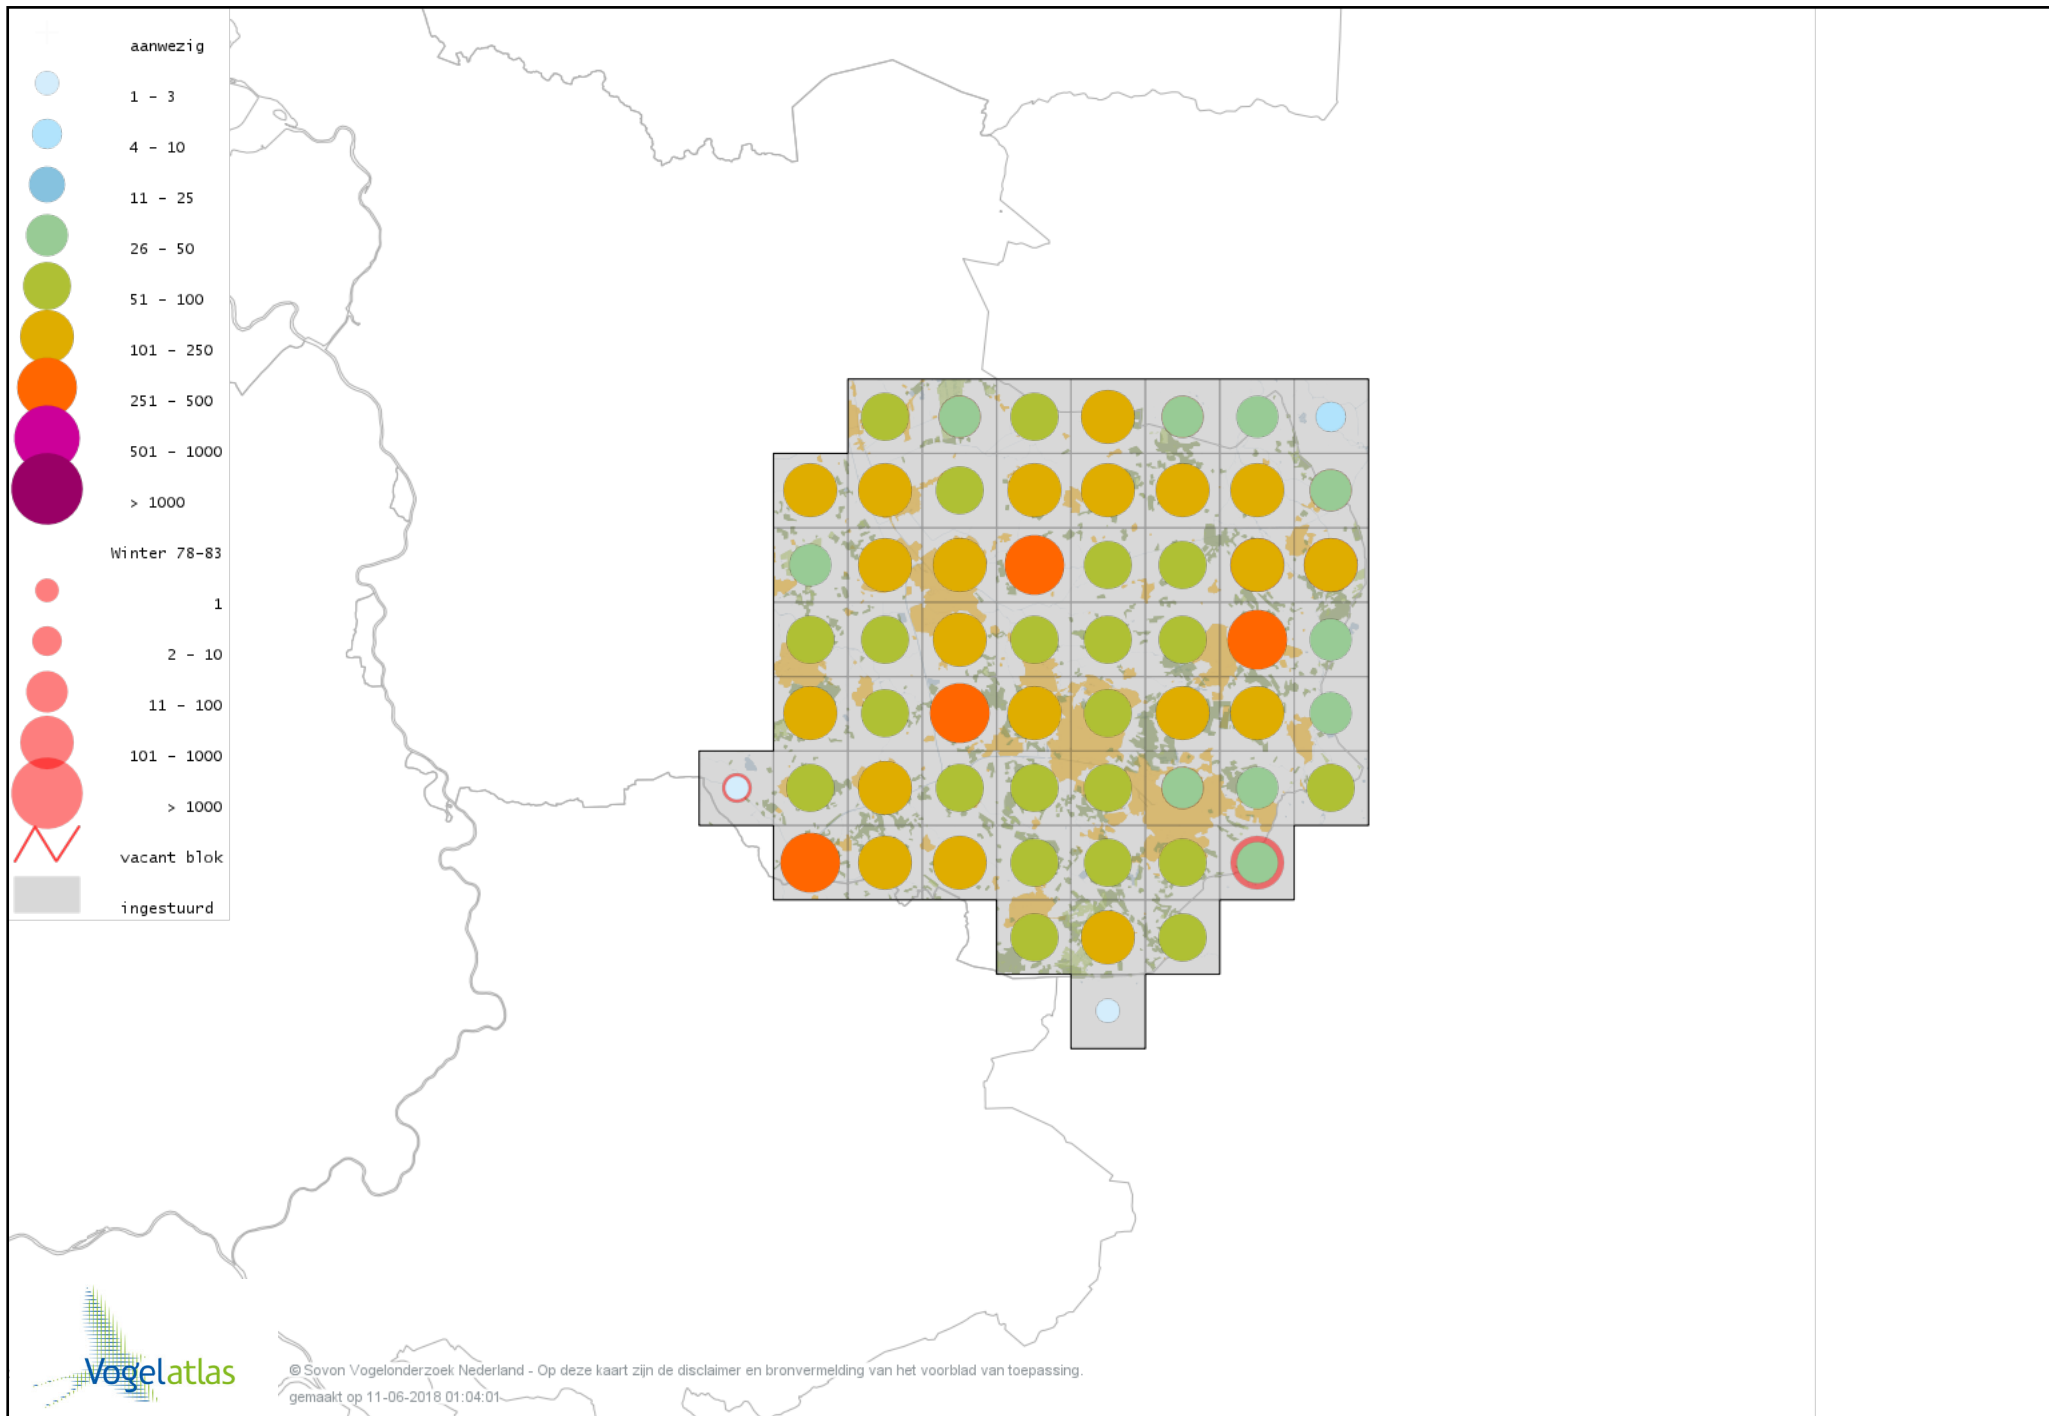 aanwezig
1 - 3
4 - 10
11 - 25
26 - 50
51 - 100
101 - 250
251 - 500
501 - 1000
> 1000
Winter 78-83
1
2 - 10
11 - 100
101 - 1000
> 1000
vacant blok
ingestuurd
Vogelatlas
© Sovon Vogelonderzoek Nederland - Op deze kaart zijn de disclaimer en bronvermelding van het voorblad van toepassing.
gemaakt op 11-06-2018 01:04:01